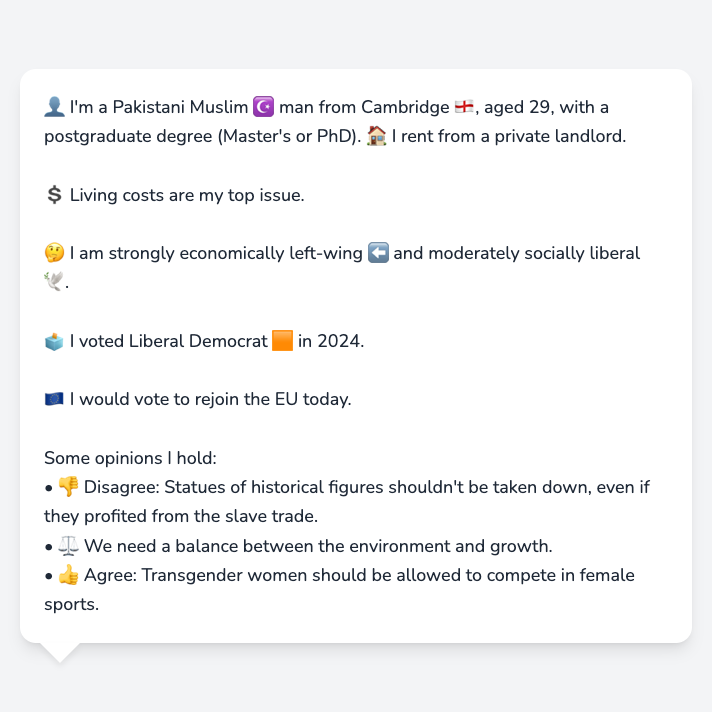 👤 I'm a Pakistani Muslim ☪️ man from Cambridge 🏴󠁧󠁢󠁥󠁮󠁧󠁿, aged 29, with a
postgraduate degree (Master's or PhD). 🏠 I rent from a private landlord.
💲 Living costs are my top issue.
🤔 I am strongly economically left-wing ⬅️ and moderately socially liberal
🕊️.
🗳️ I voted Liberal Democrat 🟧 in 2024.
🇪🇺 I would vote to rejoin the EU today.
Some opinions I hold:
• 👎 Disagree: Statues of historical figures shouldn't be taken down, even if
they profited from the slave trade.
• ⚖️ We need a balance between the environment and growth.
• 👍 Agree: Transgender women should be allowed to compete in female
sports.